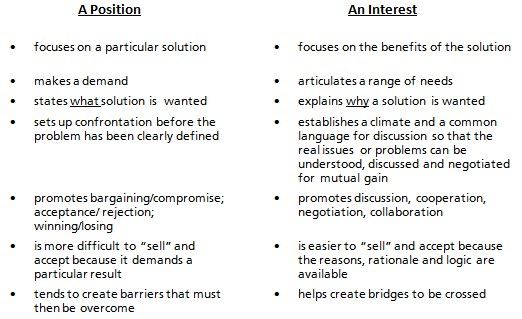 A Position
An Interest
• focuses on a particular solution
• focuses on the benefits of the solution
• makes a demand
• articulates a range of needs
• states what solution is wanted
• explains why a solution is wanted
• sets up confrontation before the
problem has been clearly defined
• establishes a climate and a common
language for discussion so that the
real issues or problems can be
understood, discussed and negotiated
for mutual gain
• promotes bargaining/compromise;
acceptance/ rejection;
winning/losing
• promotes discussion, cooperation,
negotiation, collaboration
• is more difficult to “sell” and
accept because it demands a
particular result
• is easier to “sell” and accept because
the reasons, rationale and logic are
available
• tends to create barriers that must
then be overcome
• helps create bridges to be crossed